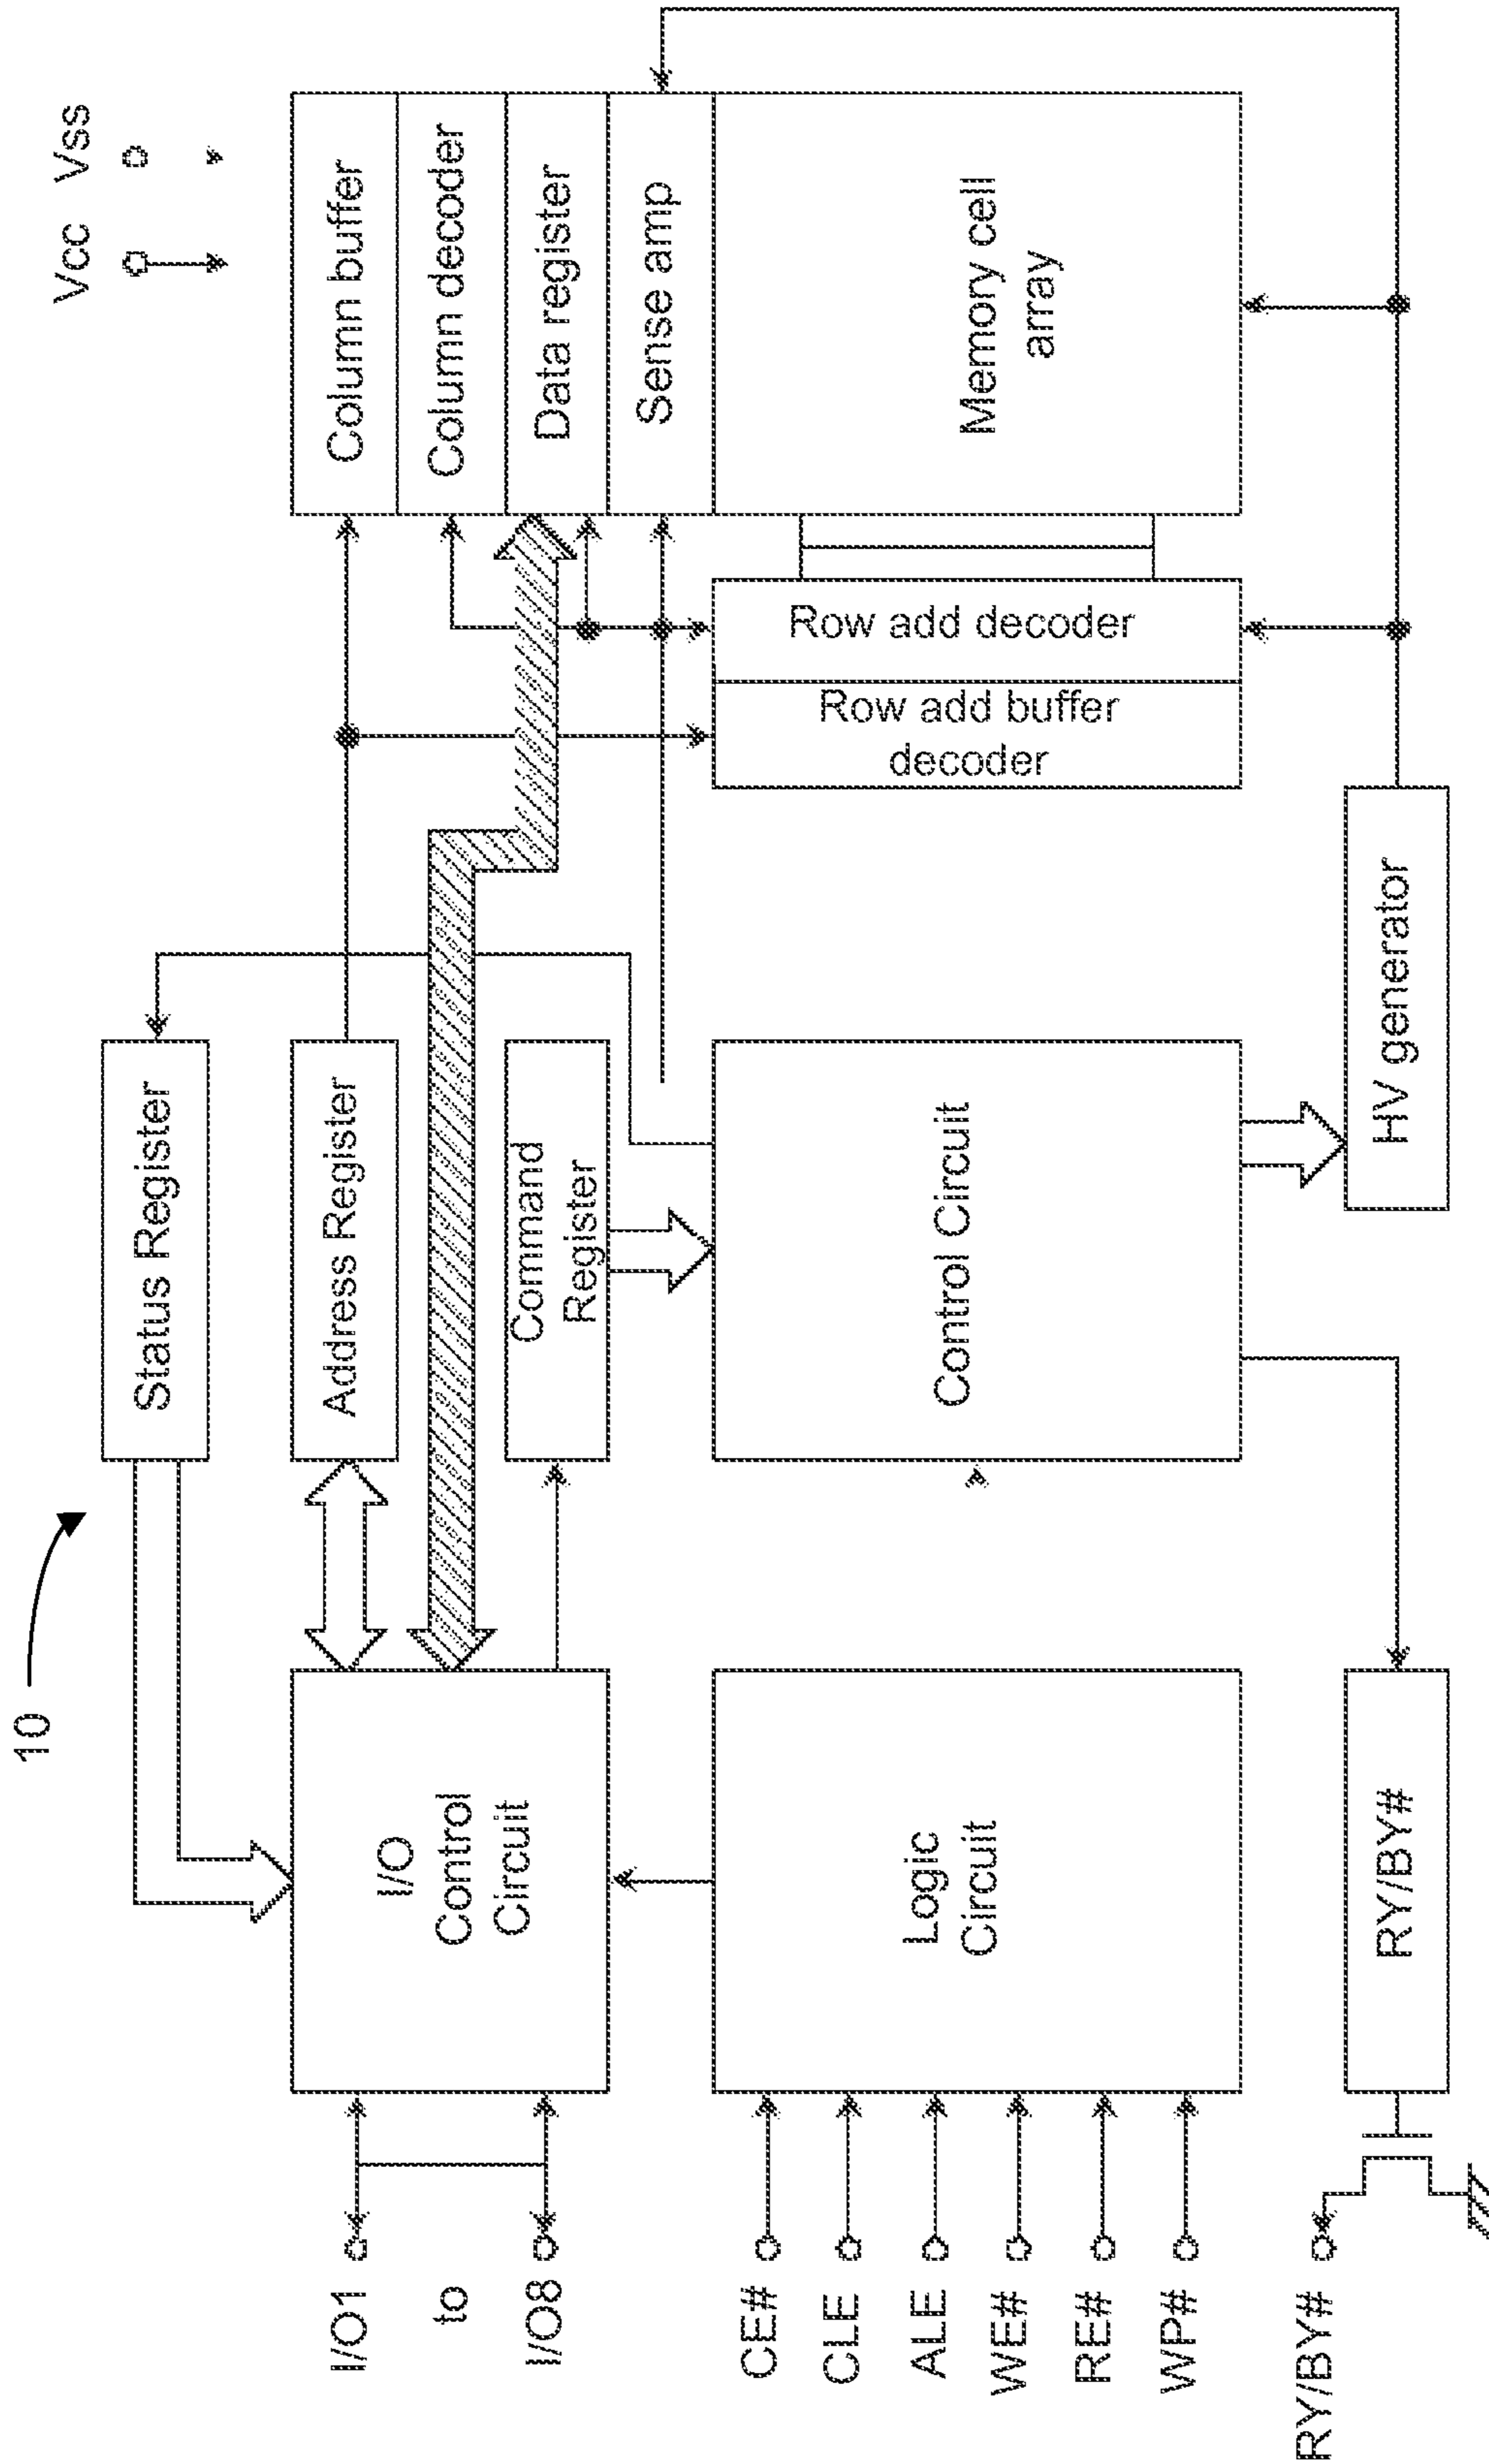 10
Vcc Vss
Status Register
Address Register
Column buffer
Column decoder
Data register
Sense amp
Memory cell
array
I/O1
to
I/O8
I/O
Control
Circuit
Command
Register
Row add decoder
Row add buffer
decoder
CE#
CLE
ALE
WE#
RE#
WP#
Logic
Circuit
Control Circuit
HV generator
RY/BY#
RY/BY#